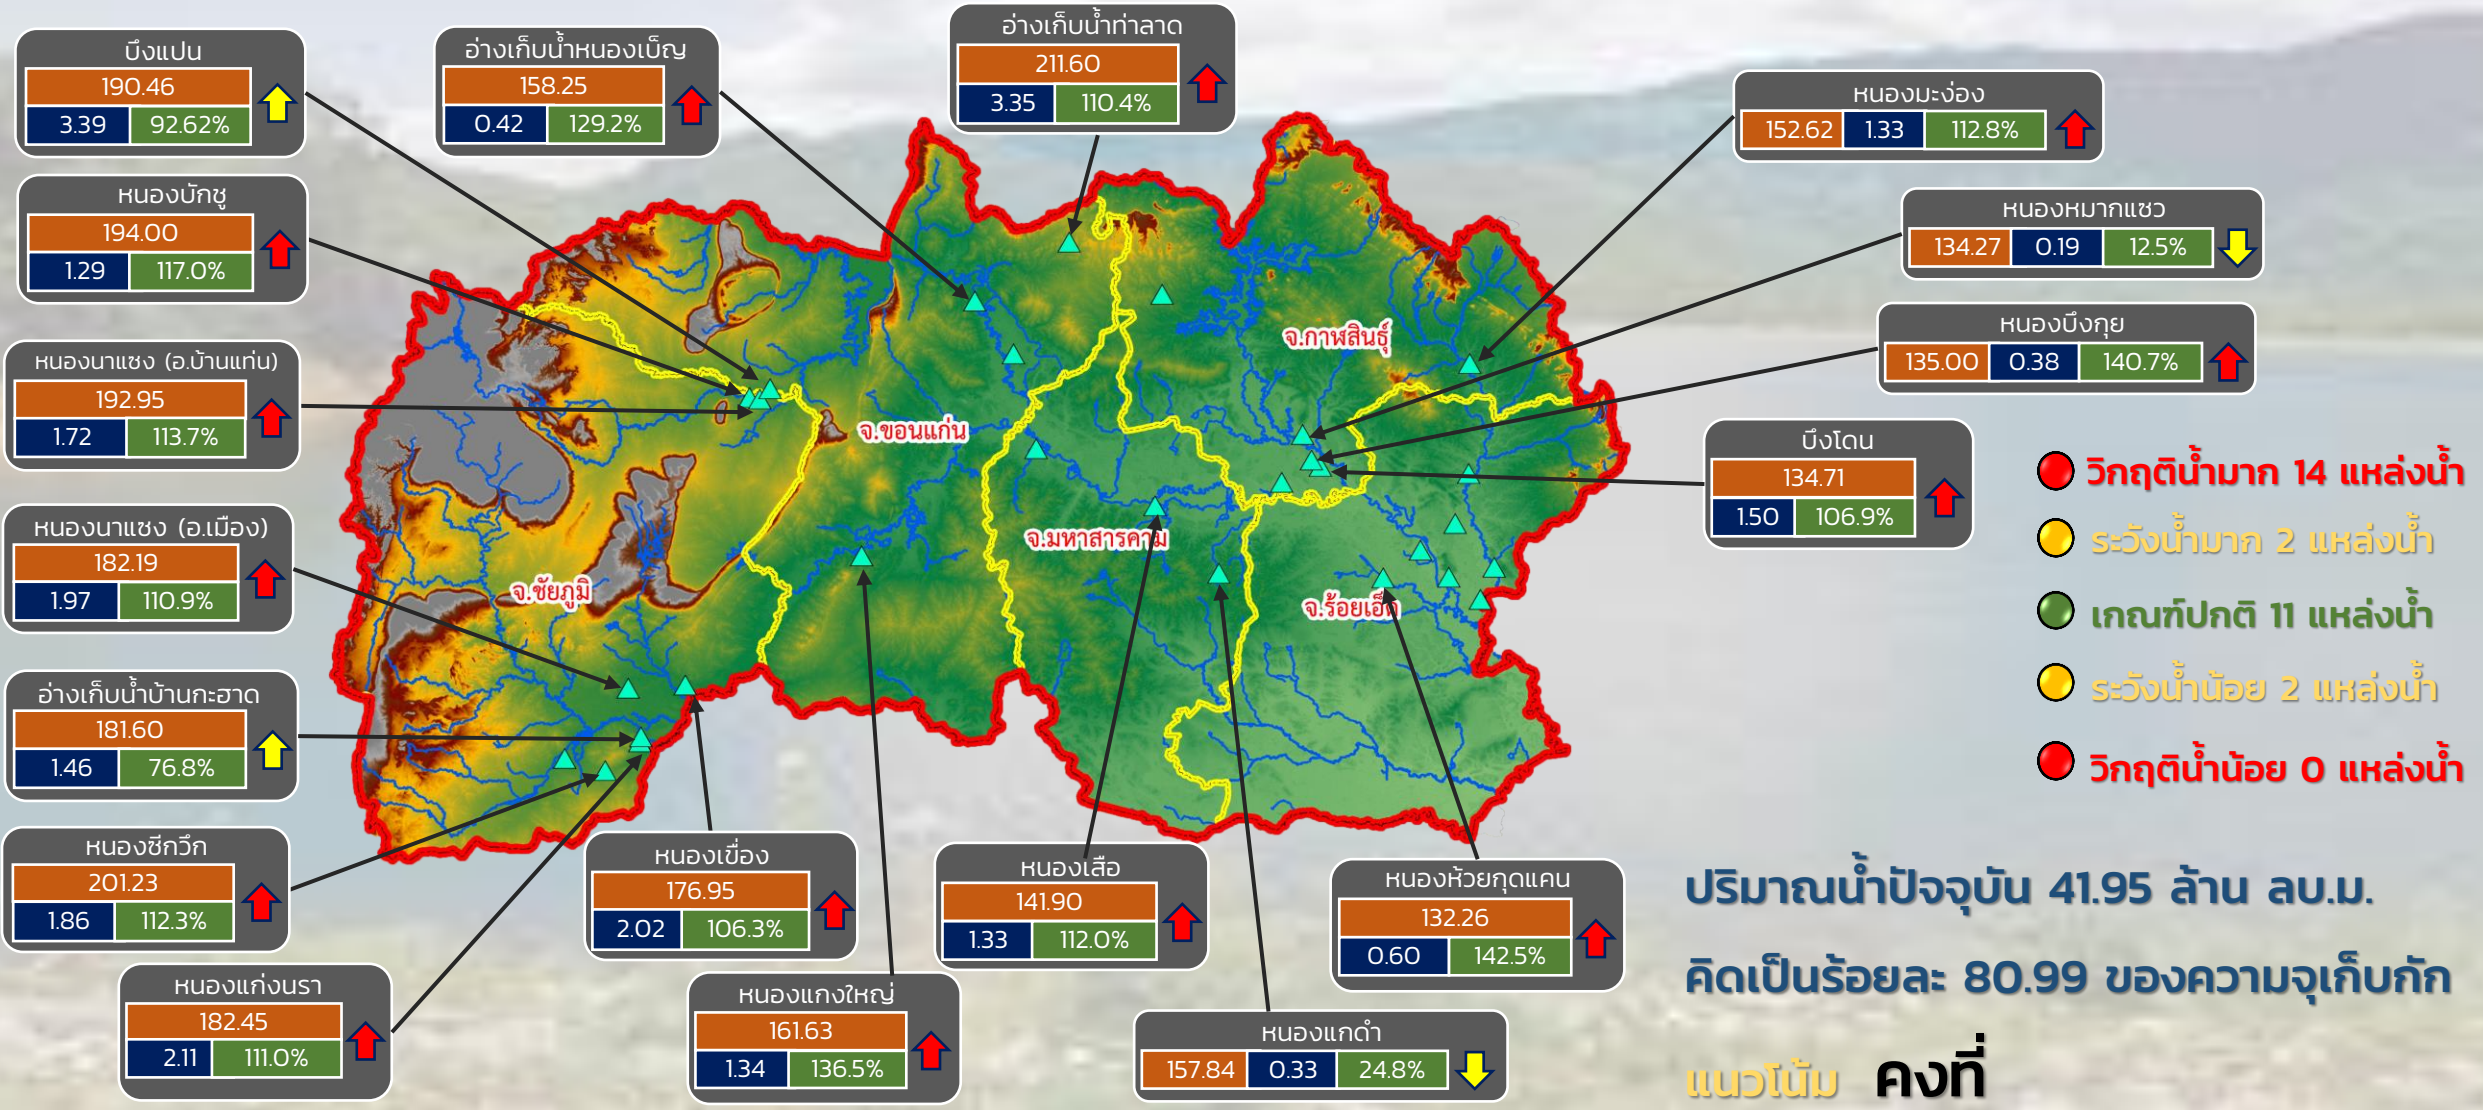 บึงแปน
190.46
3.39 92.62%
อ่างเก็บน้ำหนองเบ็ญ
158.25
0.42 129.2%
อ่างเก็บน้ำท่าลาด
211.60
3.35 110.4%
หนองมะง่อง
152.62 1.33 112.8%
หนองบักชู
194.00
1.29 117.0%
หนองหมากแซว
134.27 0.19 12.5%
หนองบึงกุย
135.00 0.38 140.7%
หนองนาแซง (อ.บ้านแท่น)
192.95
1.72 113.7%
บึงโดน
134.71
1.50 106.9%
หนองนาแซง (อ.เมือง)
182.19
1.97 110.9%
อ่างเก็บน้ำบ้านกะฮาด
181.60
1.46 76.8%
หนองซีกวึก
201.23
1.86 112.3%
หนองแก่งนรา
182.45
2.11 111.0%
หนองเขื่อง
176.95
2.02 106.3%
หนองแกงใหญ่
161.63
1.34 136.5%
หนองเสือ
141.90
1.33 112.0%
หนองแกดำ
157.84 0.33 24.8%
หนองห้วยกุดแคน
132.26
0.60 142.5%
จ.กาฬสินธุ์
จ.ขอนแก่น
จ.มหาสารคาม
จ.ชัยภูมิ
จ.ร้อยเอ็ด
วิกฤติน้ำมาก 14 แหล่งน้ำ
ระวังน้ำมาก 2 แหล่งน้ำ
เกณฑ์ปกติ 11 แหล่งน้ำ
ระวังน้ำน้อย 2 แหล่งน้ำ
วิกฤติน้ำน้อย 0 แหล่งน้ำ
ปริมาณน้ำปัจจุบัน 41.95 ล้าน ลบ.ม.
คิดเป็นร้อยละ 80.99 ของความจุเก็บกัก
แนวโน้ม คงที่